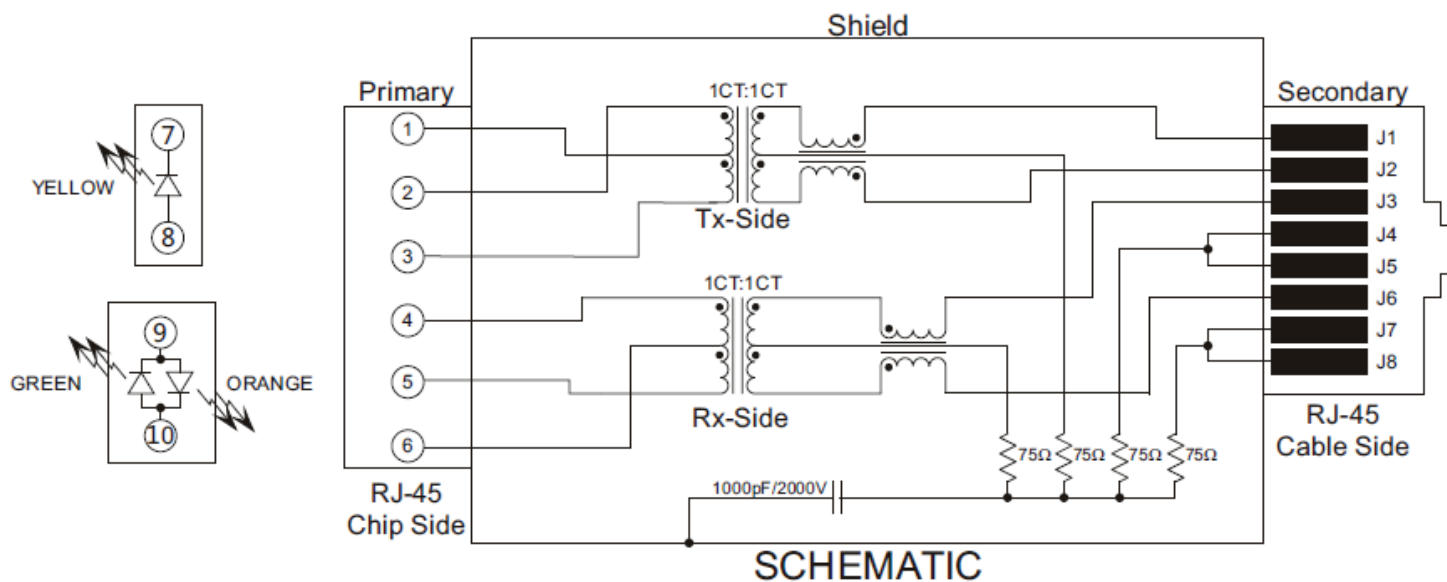 Shield
Primary
1CT:1CT
Secondary
1
J1
7
J2
YELLOW
2
J3
8
Tx-Side
J4
3
J5
1CT:1CT
J6
9
4
J7
GREEN
ORANGE
5
J8
10
Rx-Side
RJ-45
Cable Side
6
75Ω 75Ω 75Ω 75Ω
RJ-45
Chip Side
1000pF/2000V
SCHEMATIC